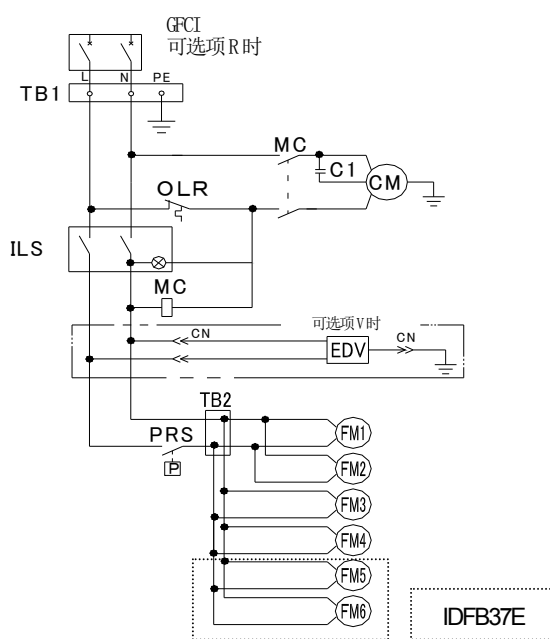 GFCI
可选项R时
L N PE
TB1
MC
C1
CM
OLR
ILS
MC
可选项V时
CN
CN
EDV
TB2
PRS
P
FM1
FM2
FM3
FM4
FM5
FM6
IDFB37E